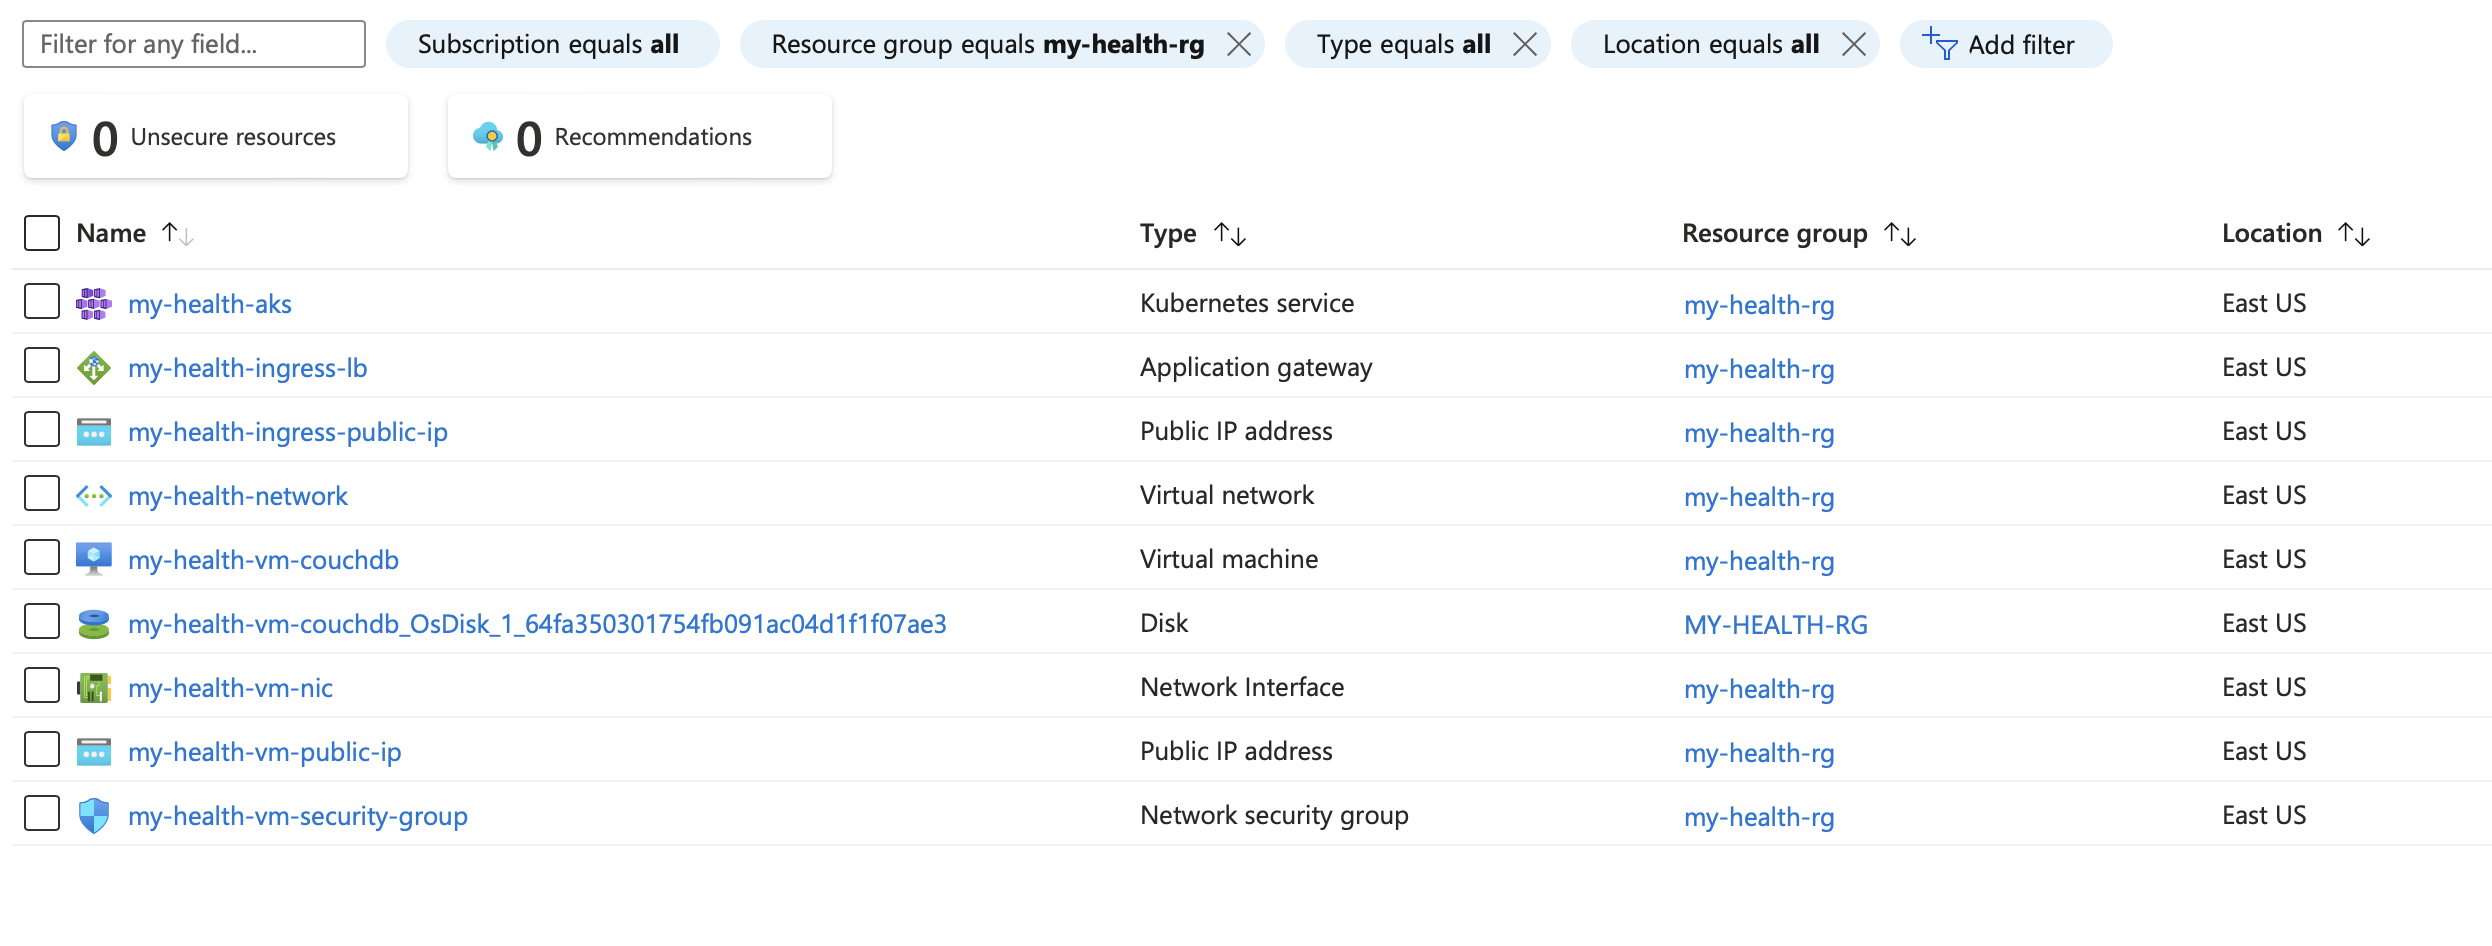 Filter for any field... Subscription equals all Resource group equals my-health-rg Type equals all Location equals all Add filter
0 Unsecure resources 0 Recommendations
Name Type Resource group Location
my-health-aks Kubernetes service my-health-rg East US
my-health-ingress-lb Application gateway my-health-rg East US
my-health-ingress-public-ip Public IP address my-health-rg East US
my-health-network Virtual network my-health-rg East US
my-health-vm-couchdb Virtual machine my-health-rg East US
my-health-vm-couchdb_OsDisk_1_64fa350301754fb091ac04d1f1f07ae3 Disk MY-HEALTH-RG East US
my-health-vm-nic Network Interface my-health-rg East US
my-health-vm-public-ip Public IP address my-health-rg East US
my-health-vm-security-group Network security group my-health-rg East US